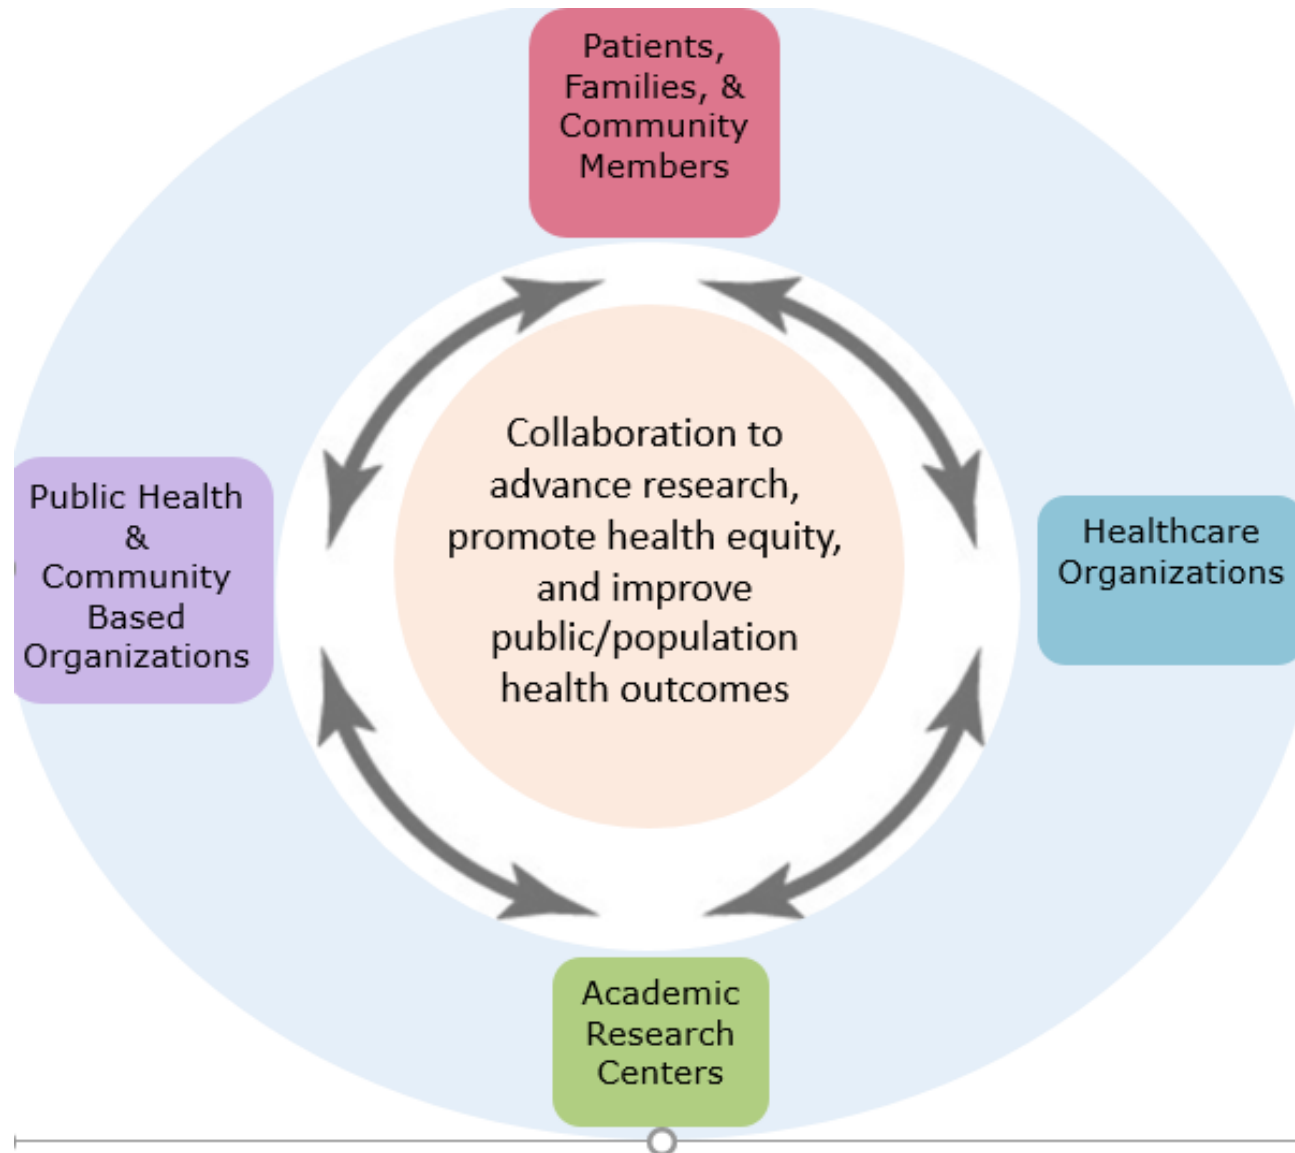 Patients,
Families, &
Community
Members
Public Health
&
Community
Based
Organizations
Collaboration to
advance research,
promote health equity,
and improve
public/population
health outcomes
Healthcare
Organizations
Academic
Research
Centers